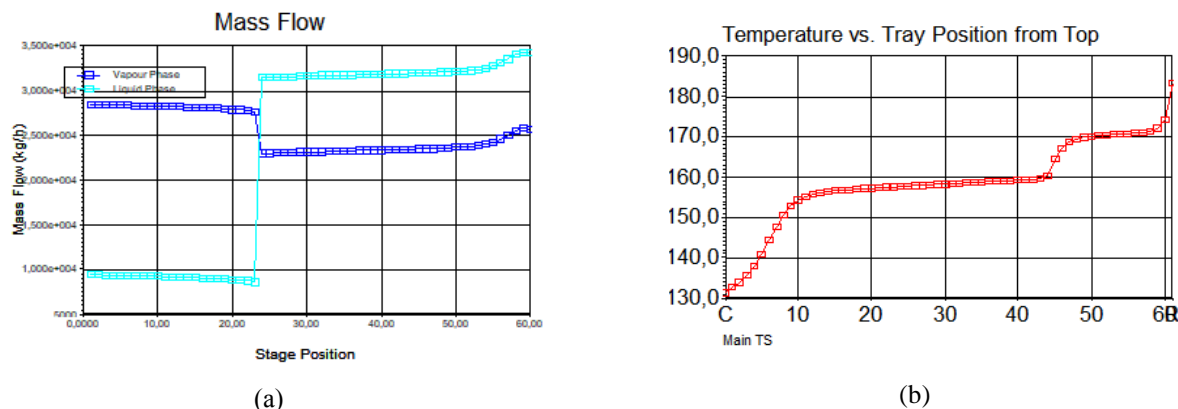 Mass Flow
3,500e+004
Vapour Phase
Liquid Phase
3,000e+004
2,500e+004
2,000e+004
1,500e+004
1,000e+004
5000
Mass Flow (kg/h)
0,0000 10,00 20,00 30,00 40,00 50,00 60,00
Stage Position
(a)
Temperature vs. Tray Position from Top
190,0
180,0
170,0
160,0
150,0
140,0
130,0
C 10 20 30 40 50 60
Main TS
(b)